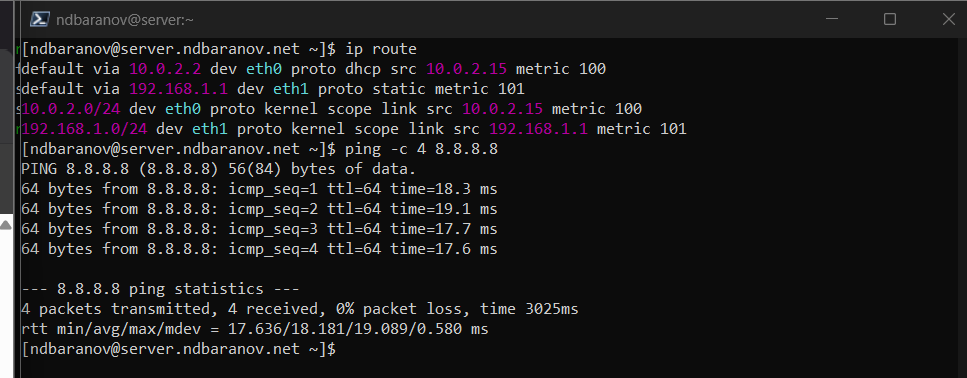 ndbaranov@server:~
[ndbaranov@server.ndbaranov.net ~]$ ip route
default via 10.0.2.2 dev eth0 proto dhcp src 10.0.2.15 metric 100
default via 192.168.1.1 dev eth1 proto static metric 101
10.0.2.0/24 dev eth0 proto kernel scope link src 10.0.2.15 metric 100
192.168.1.0/24 dev eth1 proto kernel scope link src 192.168.1.1 metric 101
[ndbaranov@server.ndbaranov.net ~]$ ping -c 4 8.8.8.8
PING 8.8.8.8 (8.8.8.8) 56(84) bytes of data.
64 bytes from 8.8.8.8: icmp_seq=1 ttl=64 time=18.3 ms
64 bytes from 8.8.8.8: icmp_seq=2 ttl=64 time=19.1 ms
64 bytes from 8.8.8.8: icmp_seq=3 ttl=64 time=17.7 ms
64 bytes from 8.8.8.8: icmp_seq=4 ttl=64 time=17.6 ms

--- 8.8.8.8 ping statistics ---
4 packets transmitted, 4 received, 0% packet loss, time 3025ms
rtt min/avg/max/mdev = 17.636/18.181/19.089/0.580 ms
[ndbaranov@server.ndbaranov.net ~]$